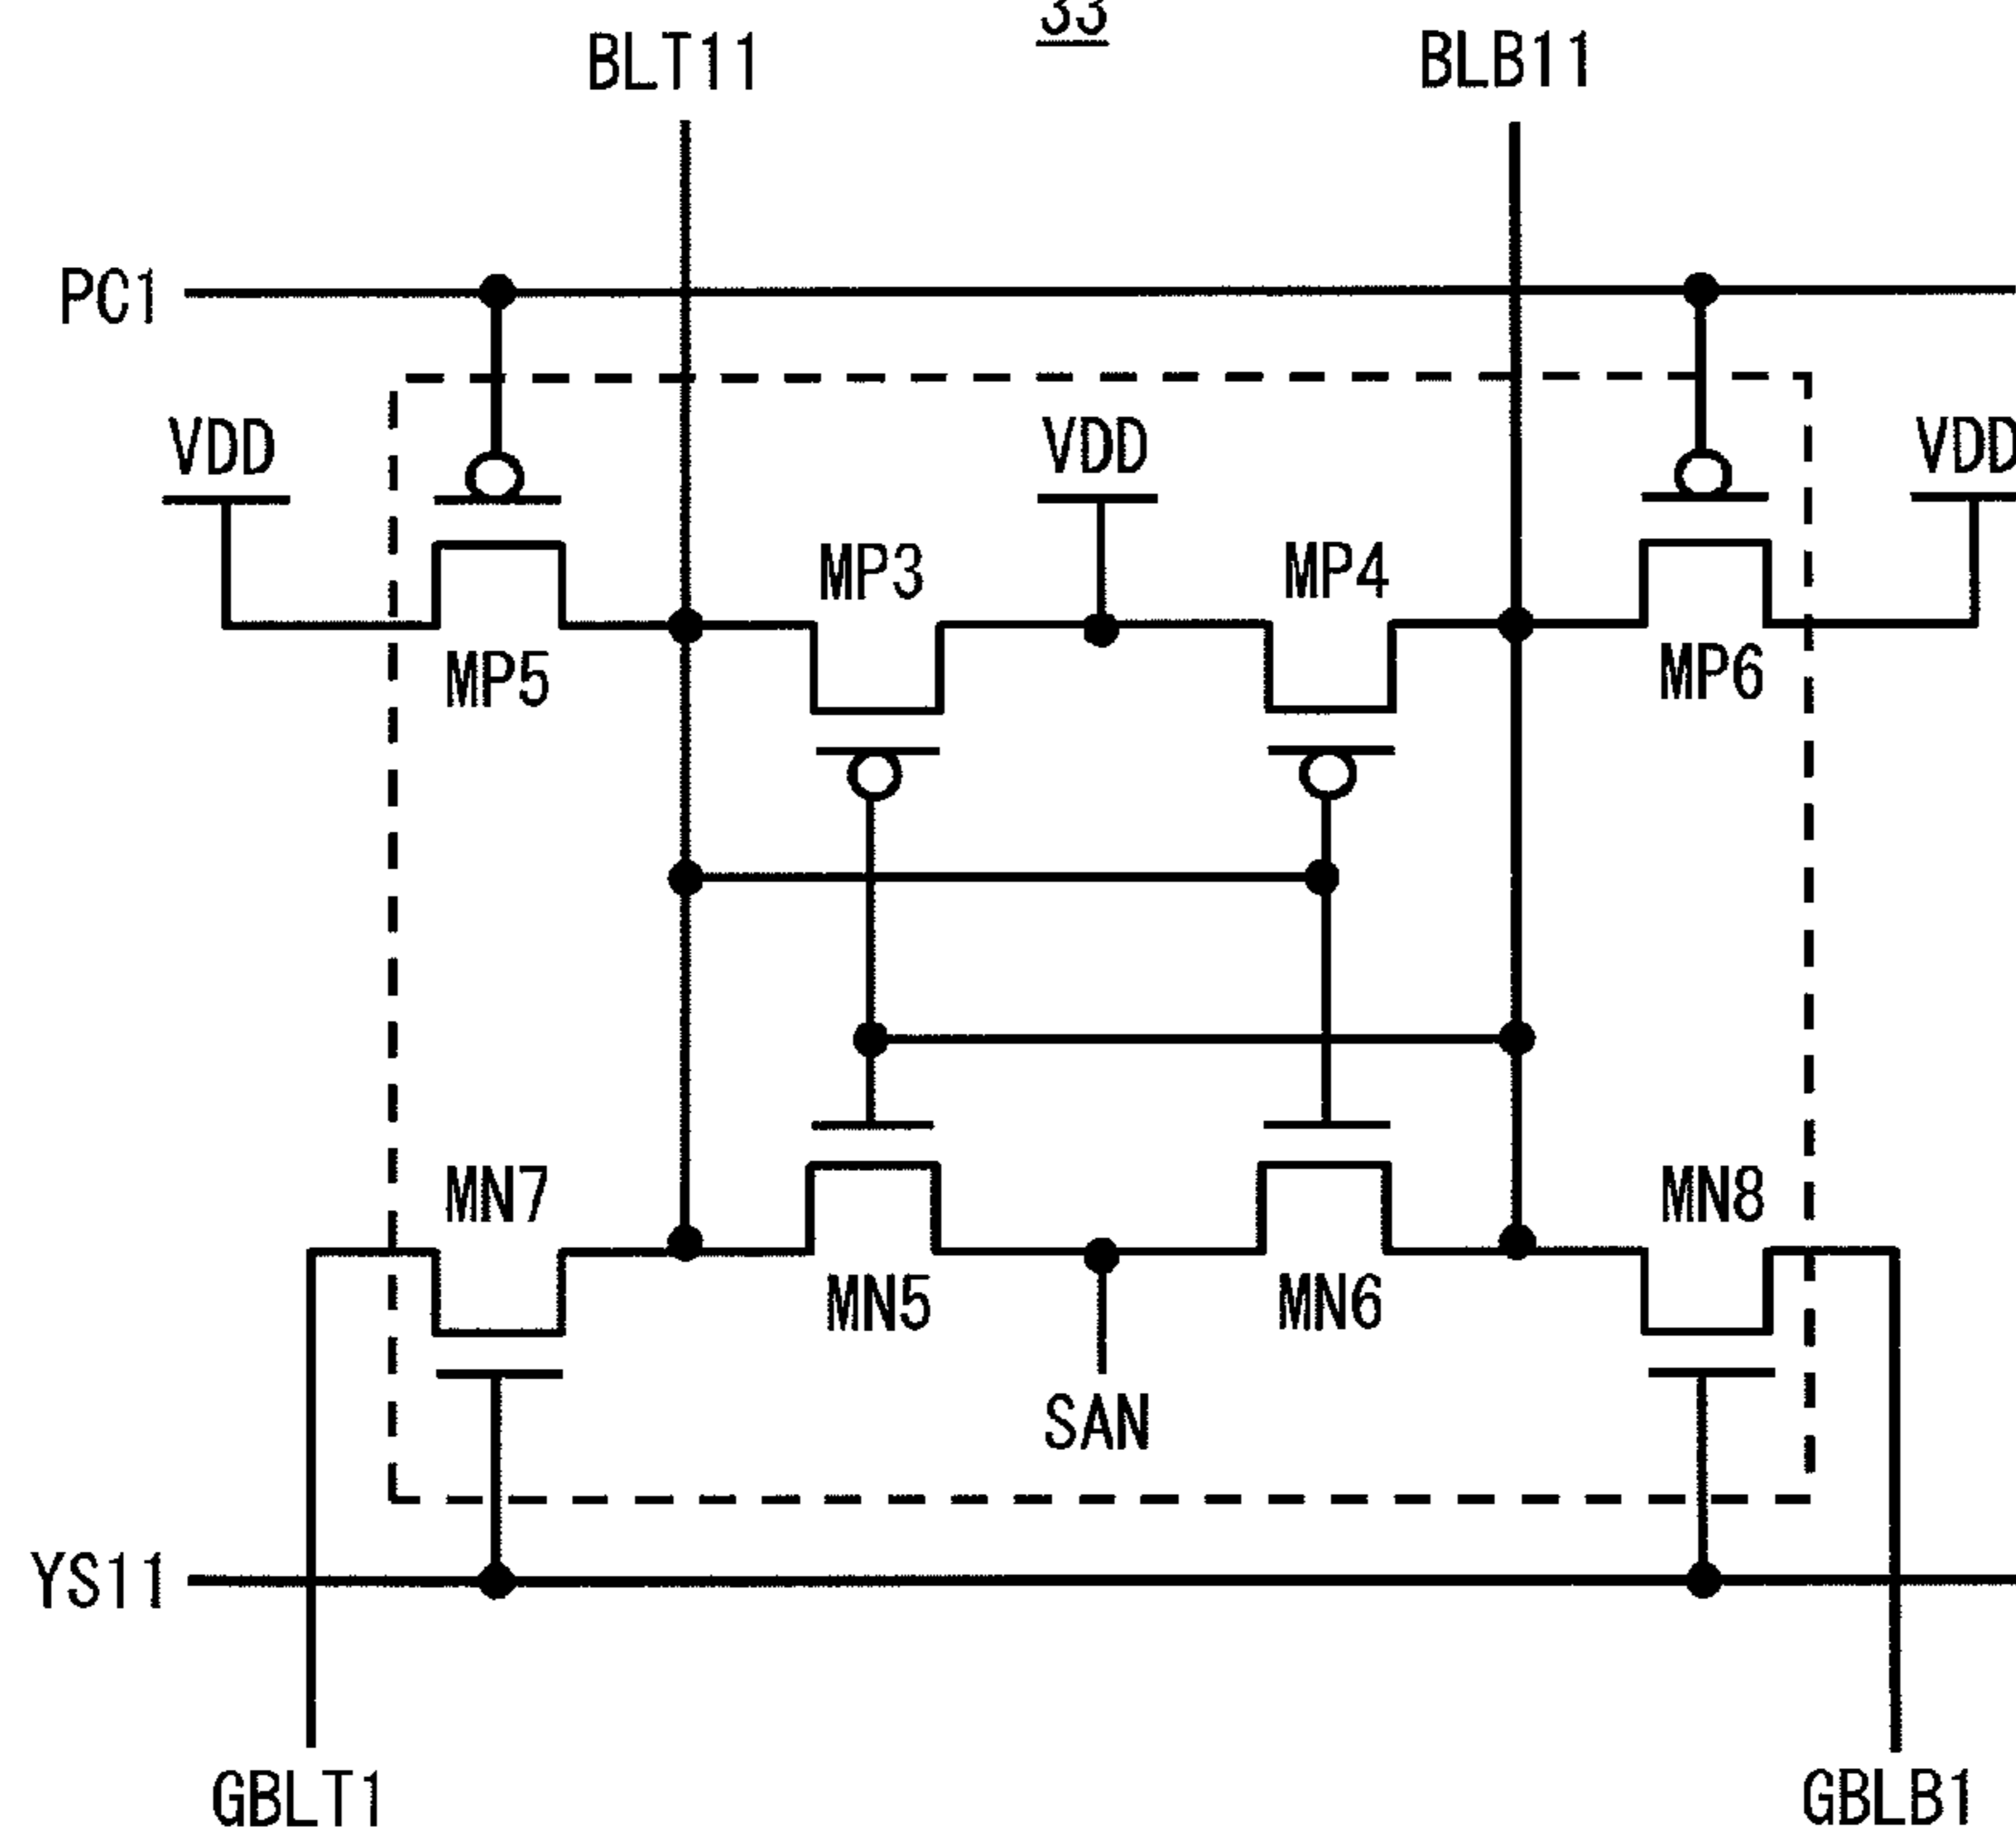 33
BLT11
BLB11
PC1
VDD
VDD
VDD
MP3
MP4
MP5
MP6
MN7
MN8
MN5
MN6
SAN
YS11
GBLT1
GBLB1